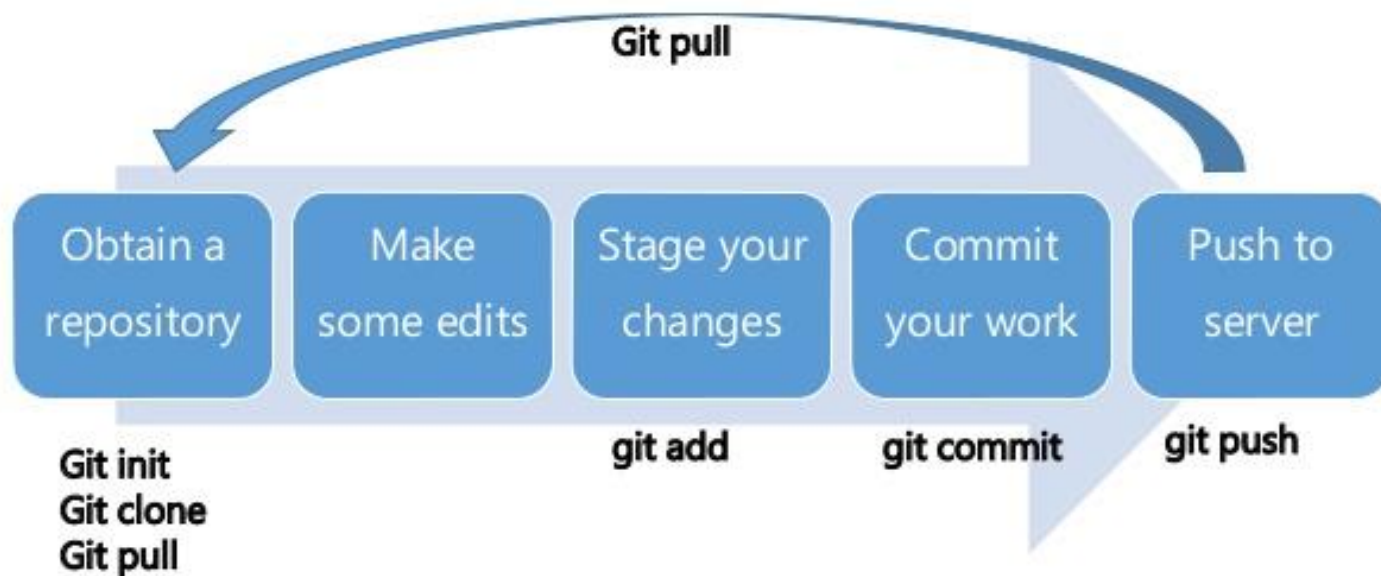 Git pull
Obtain a
repository
Make
some edits
Stage your
changes
Commit
your work
Push to
server
Git init
Git clone
Git pull
git add
git commit
git push